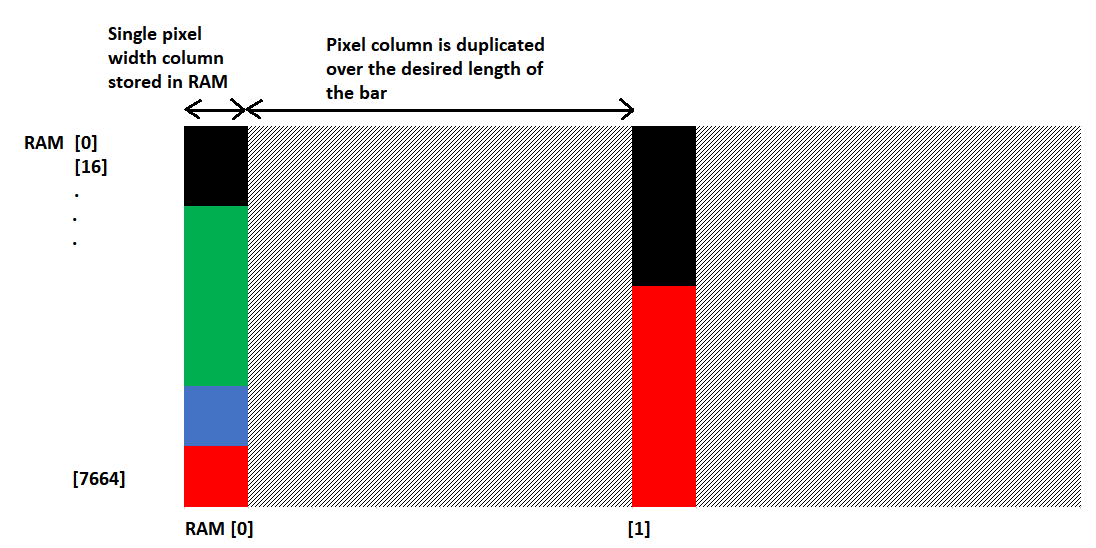 Single pixel
width column
stored in RAM
Pixel column is duplicated
over the desired length of
the bar
RAM [0]
[16]
.
.
.
[7664]
RAM [0]
[1]